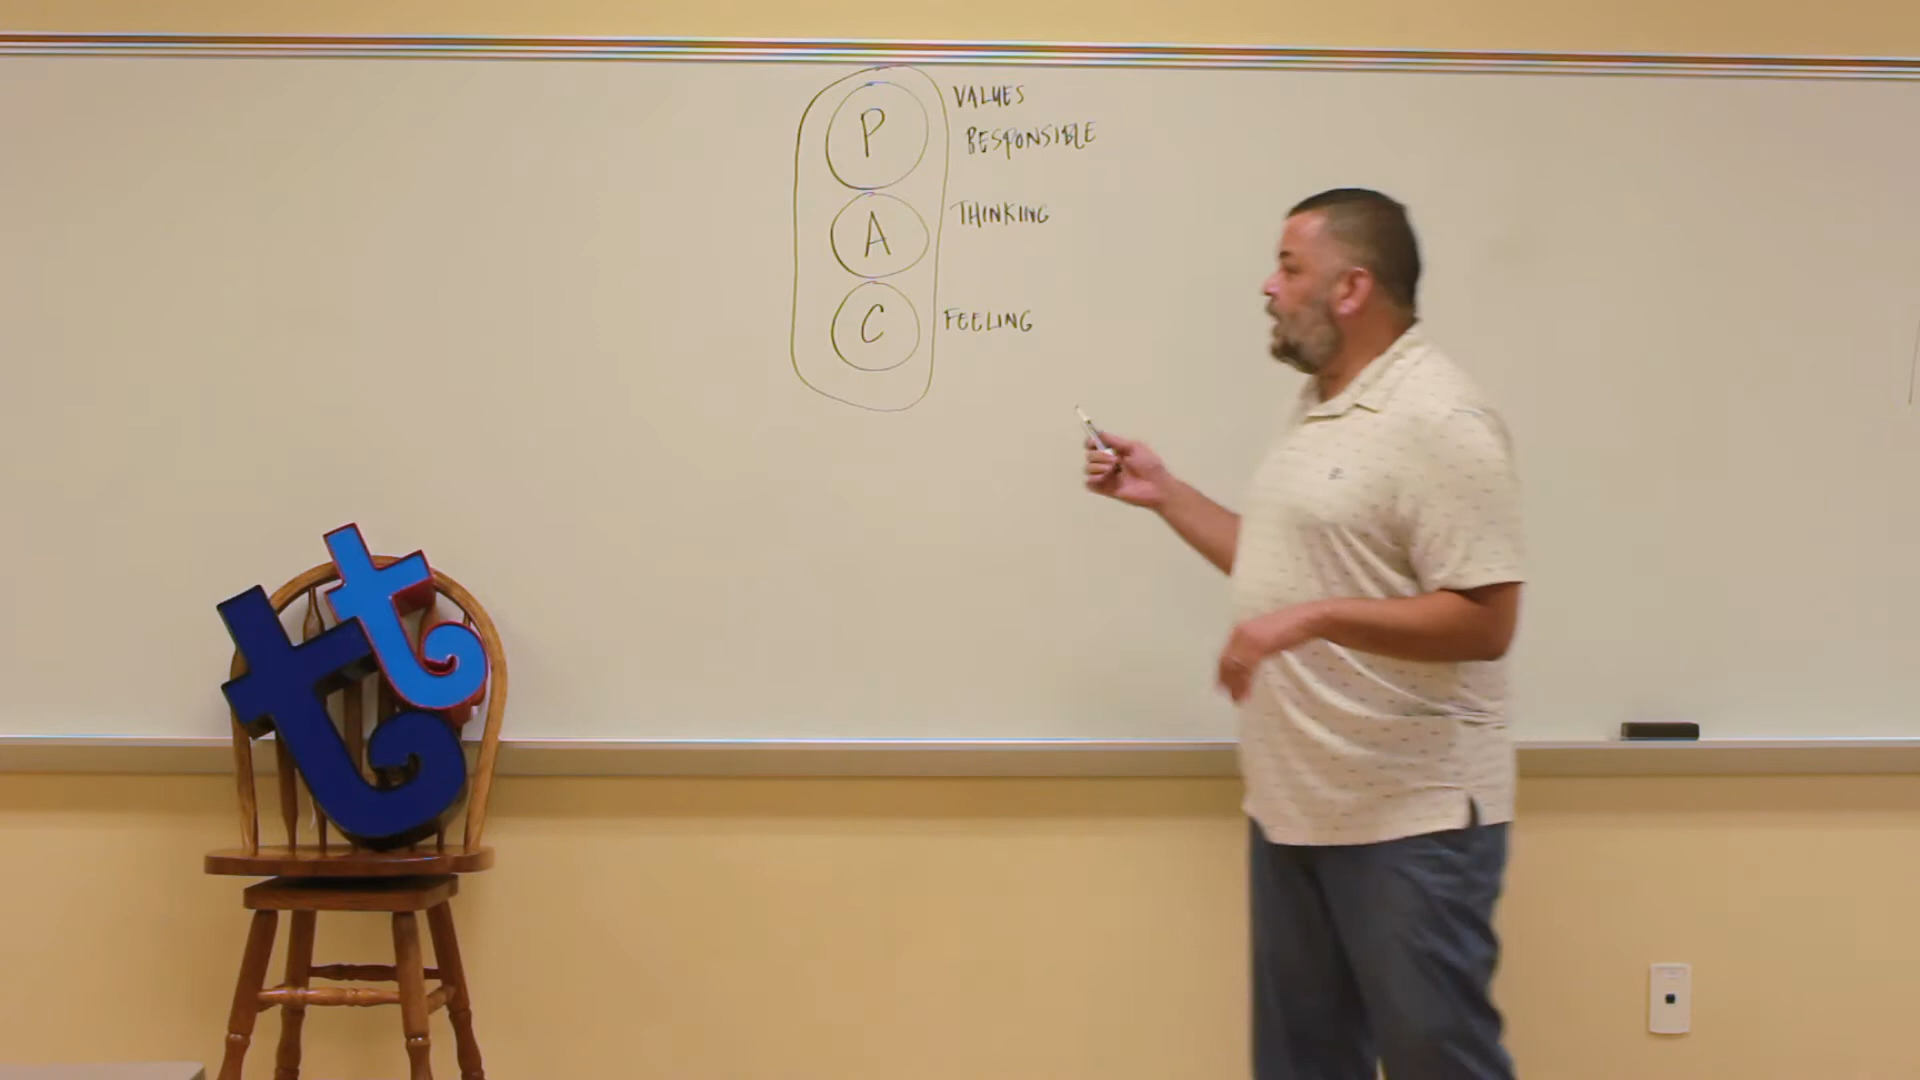 P
VALUES
RESPONSIBLE
A
THINKING
C
FEELING
t
t